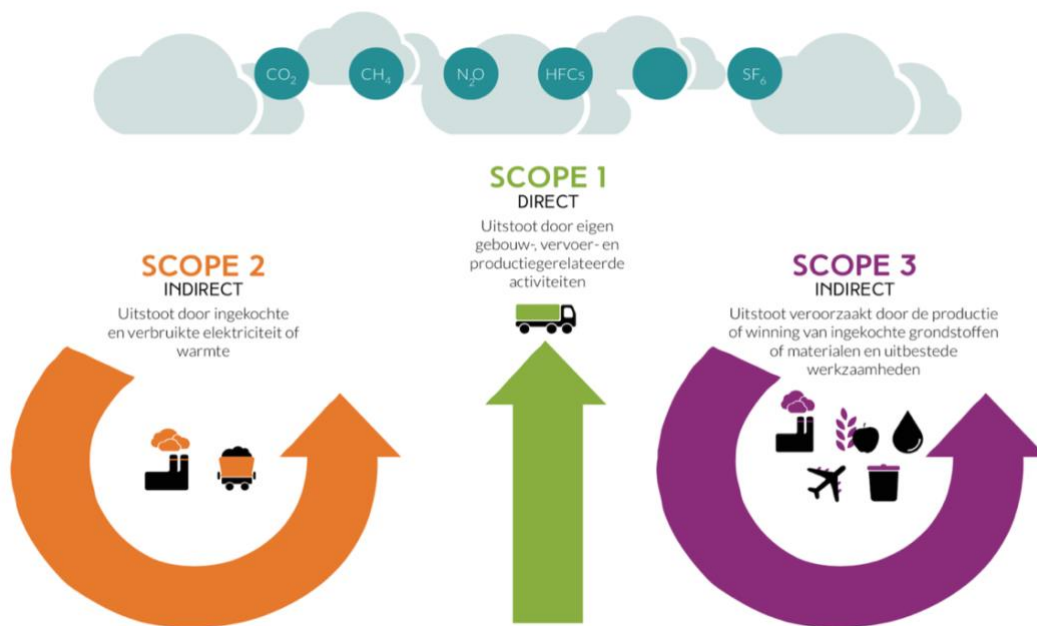 CO₂ CH₄ N₂O HFCs SF₆
SCOPE 1
DIRECT
Uitstoot door eigen
gebouw-, vervoer- en
productiegerelateerde
activiteiten
SCOPE 2
INDIRECT
Uitstoot door ingekochte
en verbruikte elektriciteit of
warmte
SCOPE 3
INDIRECT
Uitstoot veroorzaakt door de productie
of winning van ingekochte grondstoffen
of materialen en uitbestede
werkzaamheden